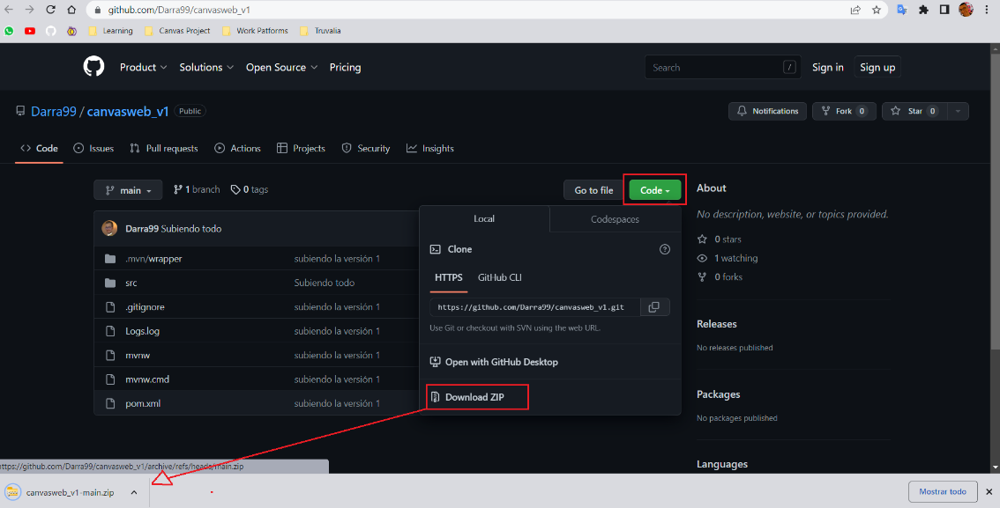 github.com/Darra99/canvasweb_v1
Learning Canvas Project Work Patforms Truvalia
Product Solutions Open Source Pricing Search / Sign in Sign up
Darra99 / canvasweb_v1 Public Notifications Fork 0 Star 0
Code Issues Pull requests Actions Projects Security Insights
main 1 branch 0 tags Go to file Code
Darra99 Subiendo todo
.mvn/wrapper subiendo la versión 1
src Subiendo todo
.gitignore subiendo la versión 1
Logs.log subiendo la versión 1
mvnw subiendo la versión 1
mvnw.cmd subiendo la versión 1
pom.xml subiendo la versión 1
Local Codespaces
Clone
HTTPS GitHub CLI
https://github.com/Darra99/canvasweb_v1.git
Use Git or checkout with SVN using the web URL.
Open with GitHub Desktop
Download ZIP
About
No description, website, or topics provided.
0 stars
1 watching
0 forks
Releases
No releases published
Packages
No packages published
Languages
https://github.com/Darra99/canvasweb_v1/archive/refs/heads/main.zip
canvasweb_v1-main.zip Mostrar todo